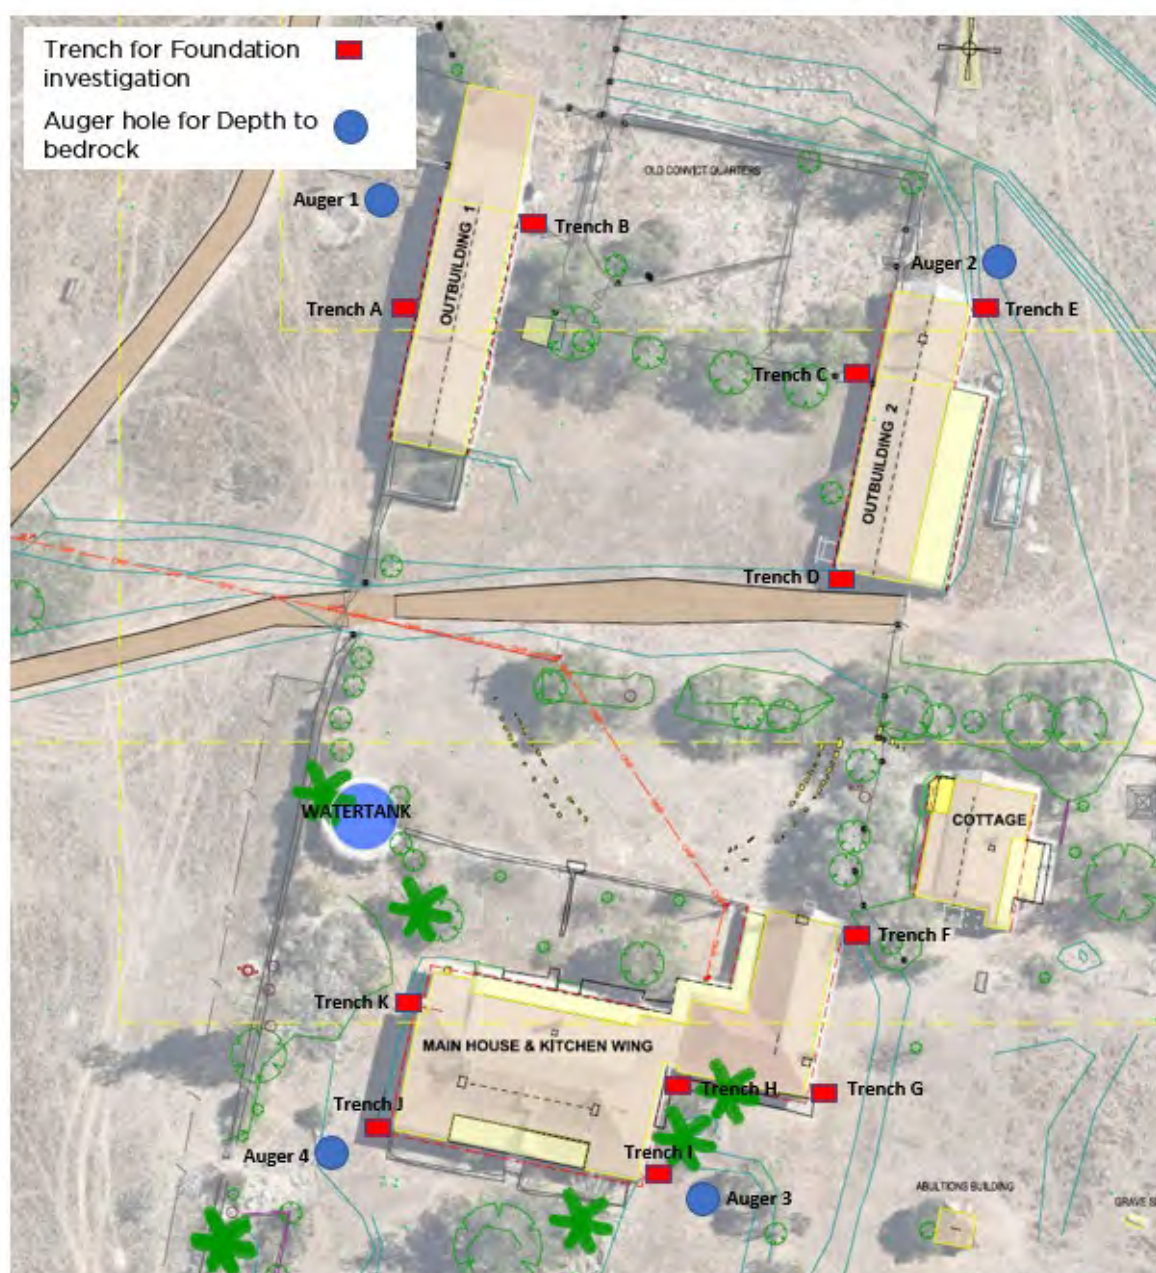 Trench for Foundation
investigation
Auger hole for Depth to
bedrock
OLD CONVICT QUARTERS
Auger 1
Trench B
OUTBUILDING 1
Auger 2
Trench A
Trench E
Trench C
OUTBUILDING 2
Trench D
WATERTANK
COTTAGE
Trench F
Trench K
MAIN HOUSE & KITCHEN WING
Trench H
Trench G
Trench J
Auger 4
Trench I
Auger 3
ABULTIONS BUILDING
GRAVE S